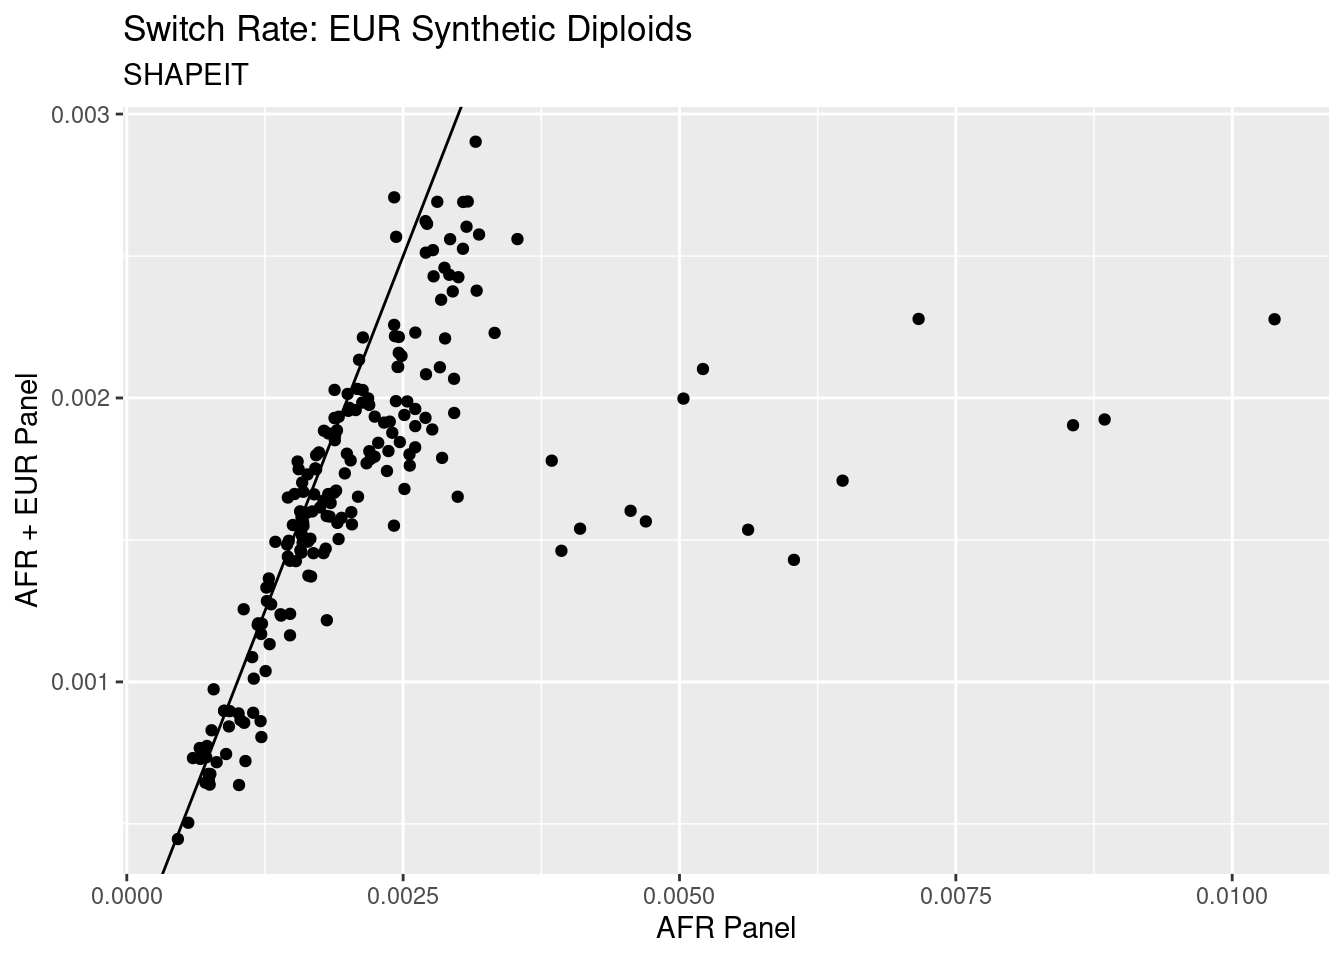 Switch Rate: EUR Synthetic Diploids
SHAPEIT
0.003
0.002
0.001
AFR + EUR Panel
0.0000 0.0025 0.0050 0.0075 0.0100
AFR Panel